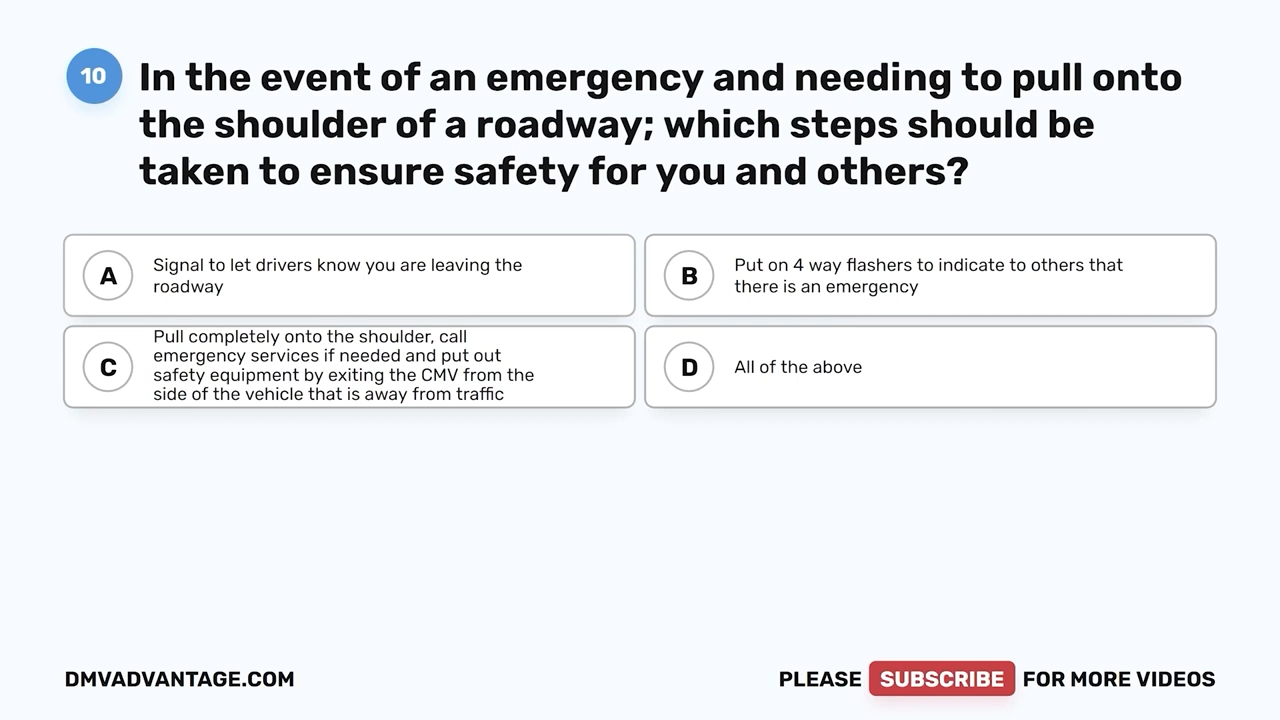 10
In the event of an emergency and needing to pull onto
the shoulder of a roadway; which steps should be
taken to ensure safety for you and others?
A
Signal to let drivers know you are leaving the
roadway
B
Put on 4 way flashers to indicate to others that
there is an emergency
C
Pull completely onto the shoulder, call
emergency services if needed and put out
safety equipment by exiting the CMV from the
side of the vehicle that is away from traffic
D
All of the above
DMVADVANTAGE.COM
PLEASE SUBSCRIBE FOR MORE VIDEOS